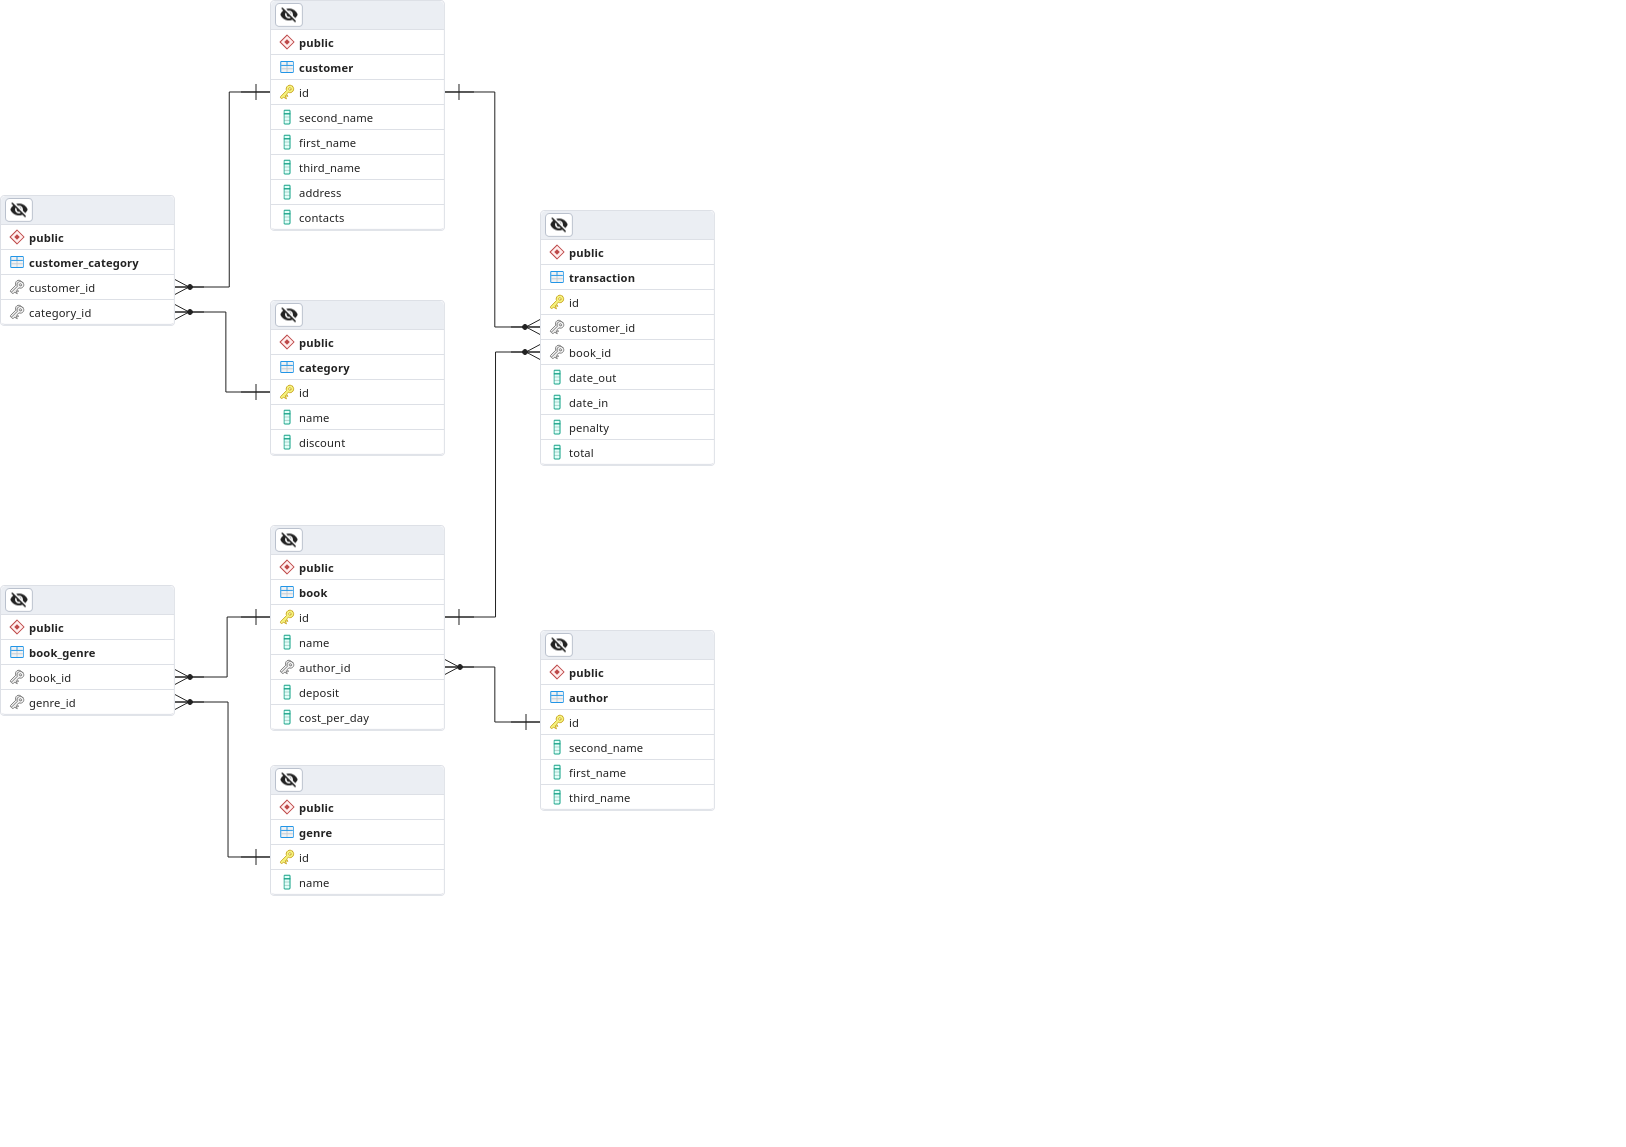 public
customer
id
second_name
first_name
third_name
address
contacts
public
customer_category
customer_id
category_id
public
category
id
name
discount
public
transaction
id
customer_id
book_id
date_out
date_in
penalty
total
public
book
id
name
author_id
deposit
cost_per_day
public
book_genre
book_id
genre_id
public
author
id
second_name
first_name
third_name
public
genre
id
name